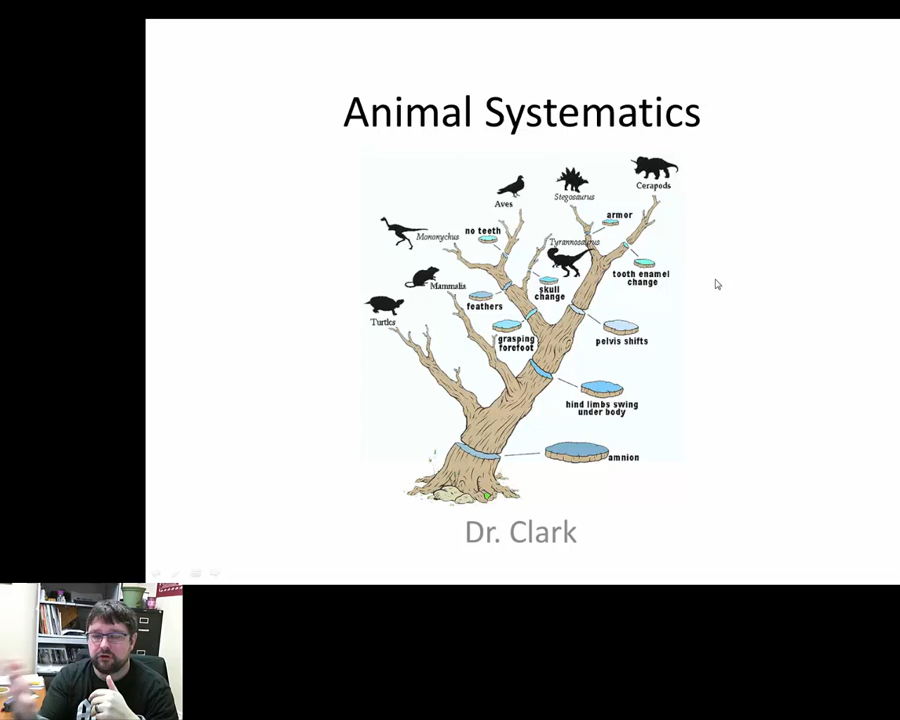 Animal Systematics
Cerapods
Stegosaurus
Aves
armor
no teeth
Mononychus
Tyrannosaurus
tooth enamel
change
Mammalia
skull
change
feathers
Turtles
grasping
forefoot
pelvis shifts
hind limbs swing
under body
amnion
Dr. Clark